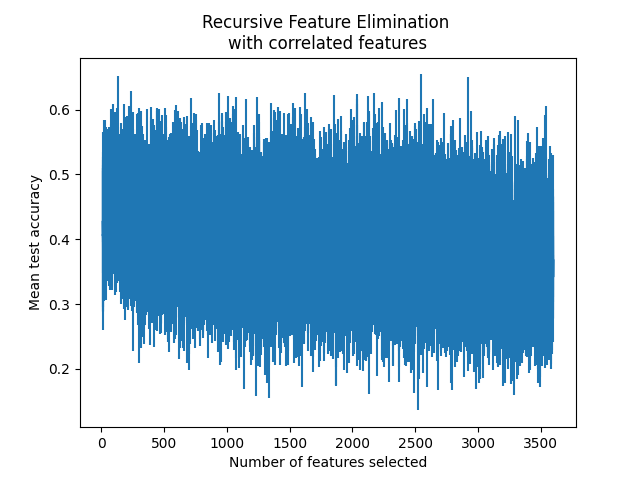 Recursive Feature Elimination
with correlated features
Mean test accuracy
0.6
0.5
0.4
0.3
0.2
0 500 1000 1500 2000 2500 3000 3500
Number of features selected